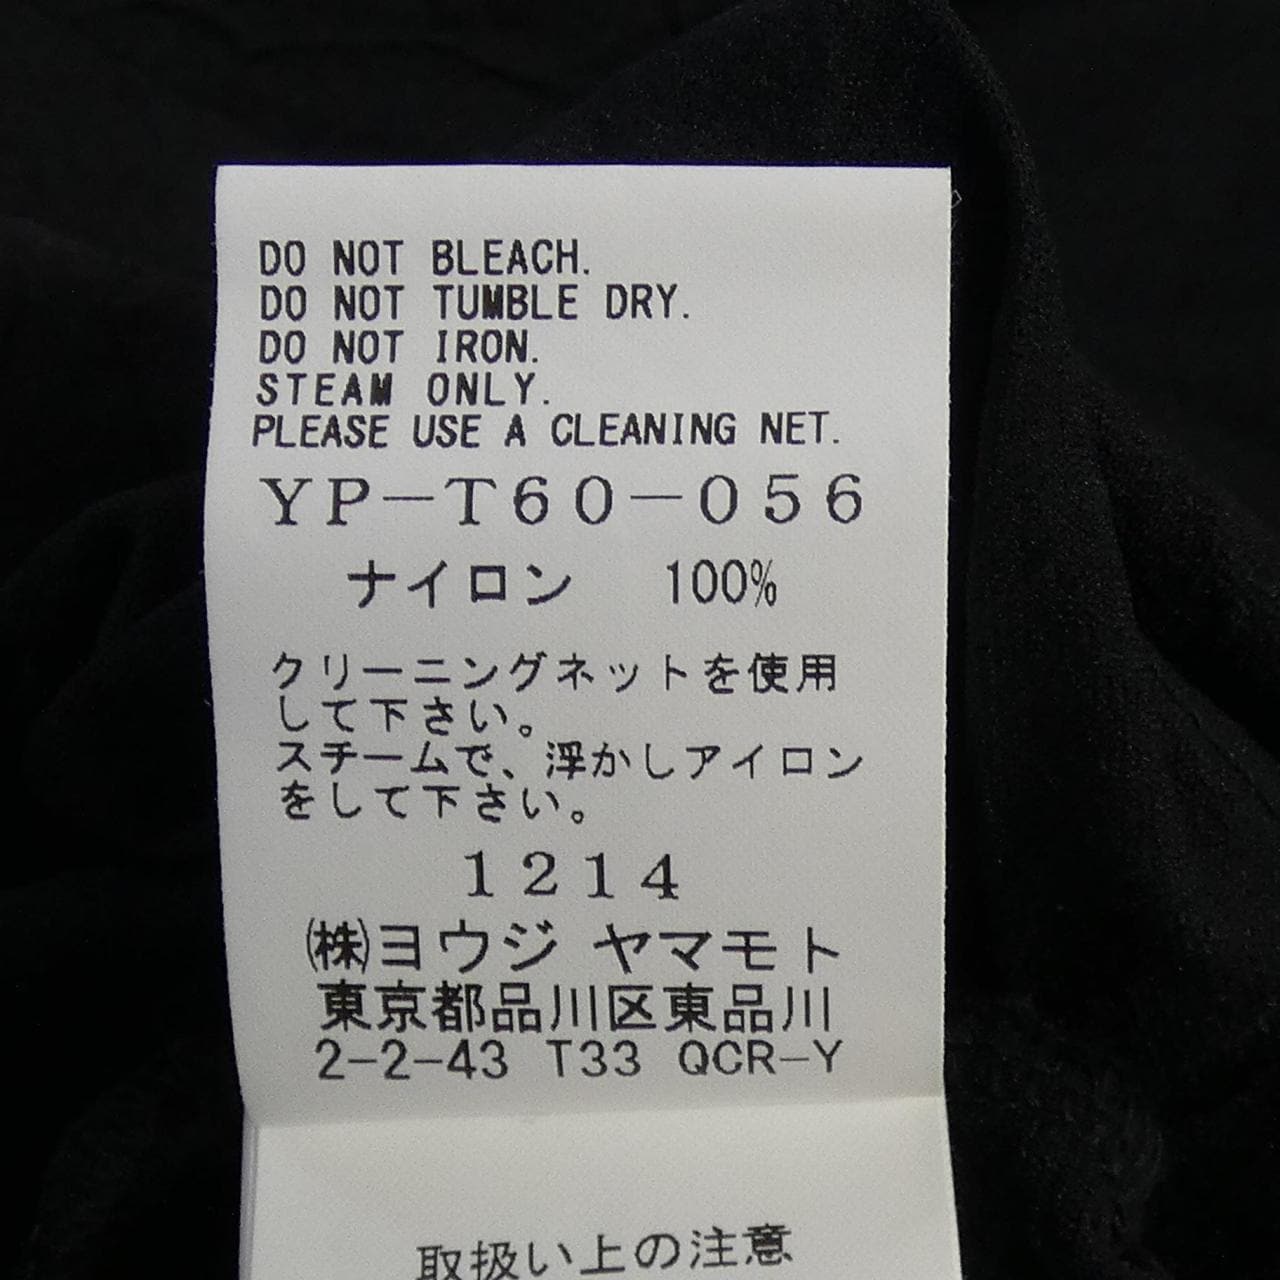 DO NOT BLEACH.
DO NOT TUMBLE DRY.
DO NOT IRON.
STEAM ONLY.
PLEASE USE A CLEANING NET.
YP-T60-056
ナイロン 100%
クリーニングネットを使用
して下さい。
スチームで、浮かしアイロン
をして下さい。
1214
㈱ヨウジ ヤマモト
東京都品川区東品川
2-2-43 T33 QCR-Y
取扱い上の注意